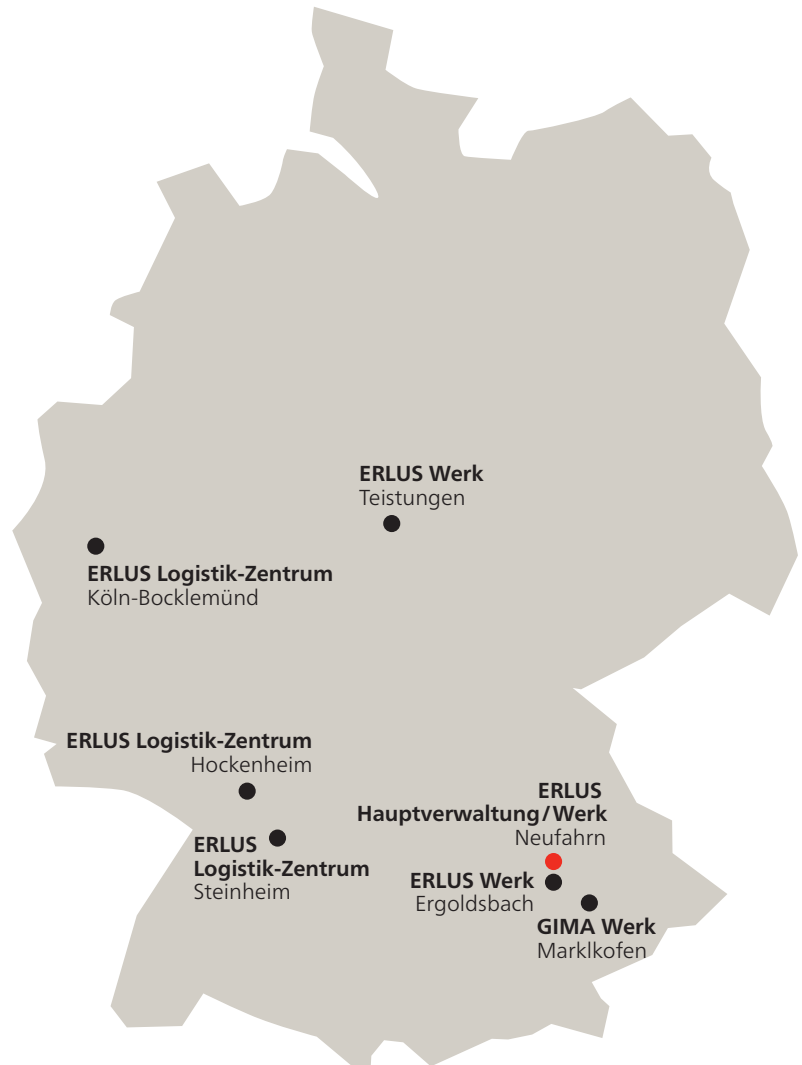 ERLUS Werk
Teistungen
ERLUS Logistik-Zentrum
Köln-Bocklemünd
ERLUS Logistik-Zentrum
Hockenheim
ERLUS
Logistik-Zentrum
Steinheim
ERLUS
Hauptverwaltung/Werk
Neufahrn
ERLUS Werk
Ergoldsbach
GIMA Werk
Marklkofen